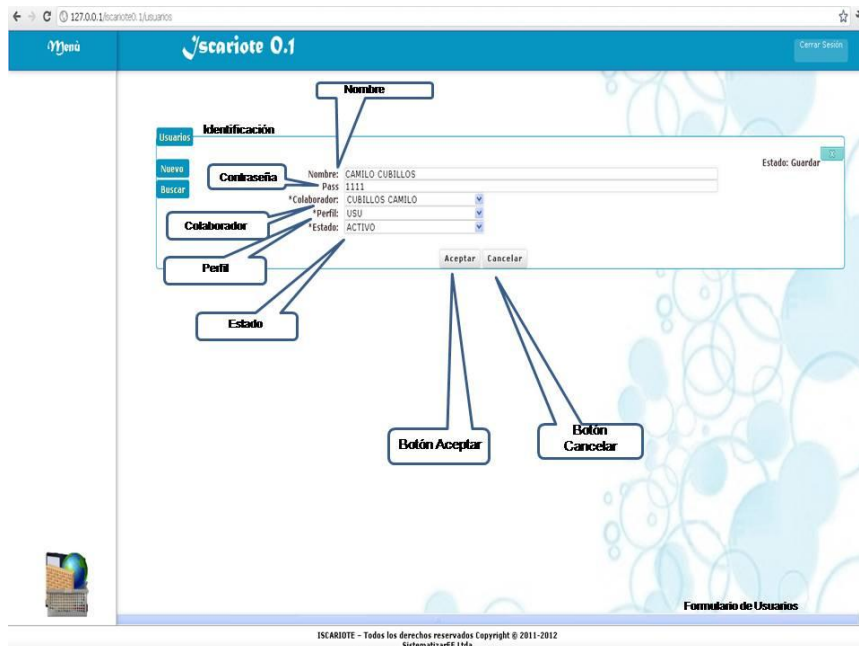 127.0.0.1/iscariote0.1/usuarios
Menù
Iscariote 0.1
Cerrar Sesión
Nombre
Usuarios
Identificación
Estado: Guardar
Nuevo
Buscar
Contraseña
Nombre: CAMILO CUBILLOS
Pass 1111
*Colaborador: CUBILLOS CAMILO
*Perfil: USU
*Estado: ACTIVO
Colaborador
Perfil
Aceptar Cancelar
Estado
Botón Aceptar
Botón
Cancelar
Formulario de Usuarios
ISCARIOTE - Todos los derechos reservados Copyright © 2011-2012
SistematizarEF Ltda